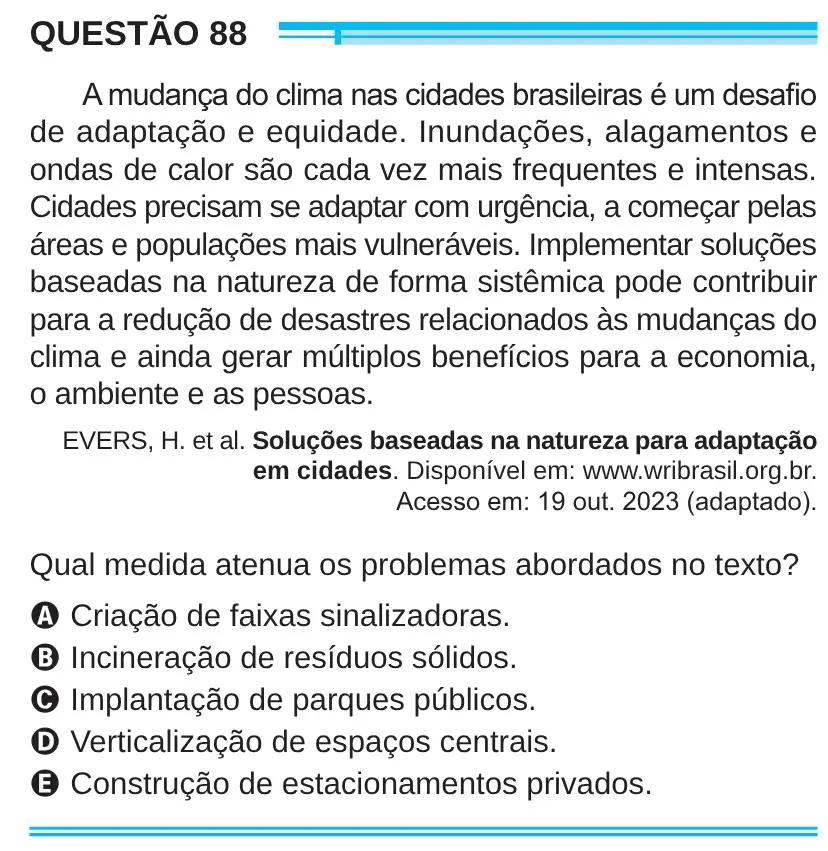 QUESTÃO 88
A mudança do clima nas cidades brasileiras é um desafio
de adaptação e equidade. Inundações, alagamentos e
ondas de calor são cada vez mais frequentes e intensas.
Cidades precisam se adaptar com urgência, a começar pelas
áreas e populações mais vulneráveis. Implementar soluções
baseadas na natureza de forma sistêmica pode contribuir
para a redução de desastres relacionados às mudanças do
clima e ainda gerar múltiplos benefícios para a economia,
o ambiente e as pessoas.
EVERS, H. et al. Soluções baseadas na natureza para adaptação
em cidades. Disponível em: www.wribrasil.org.br.
Acesso em: 19 out. 2023 (adaptado).
Qual medida atenua os problemas abordados no texto?
A Criação de faixas sinalizadoras.
B Incineração de resíduos sólidos.
C Implantação de parques públicos.
D Verticalização de espaços centrais.
E Construção de estacionamentos privados.